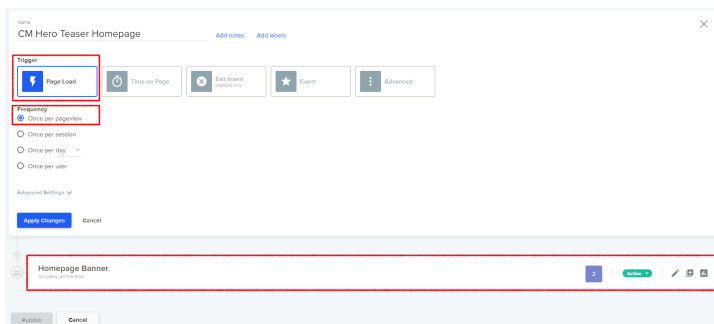 Name
CM Hero Teaser Homepage
Add notes
Add labels
Trigger
Page Load
Time on Page
Exit Intent
Desktop only
Event
Advanced
Frequency
Once per pageview
Once per session
Once per day
Once per user
Advanced Settings
Apply Changes
Cancel
Homepage Banner
All Users, all the time
2
Active
Publish
Cancel